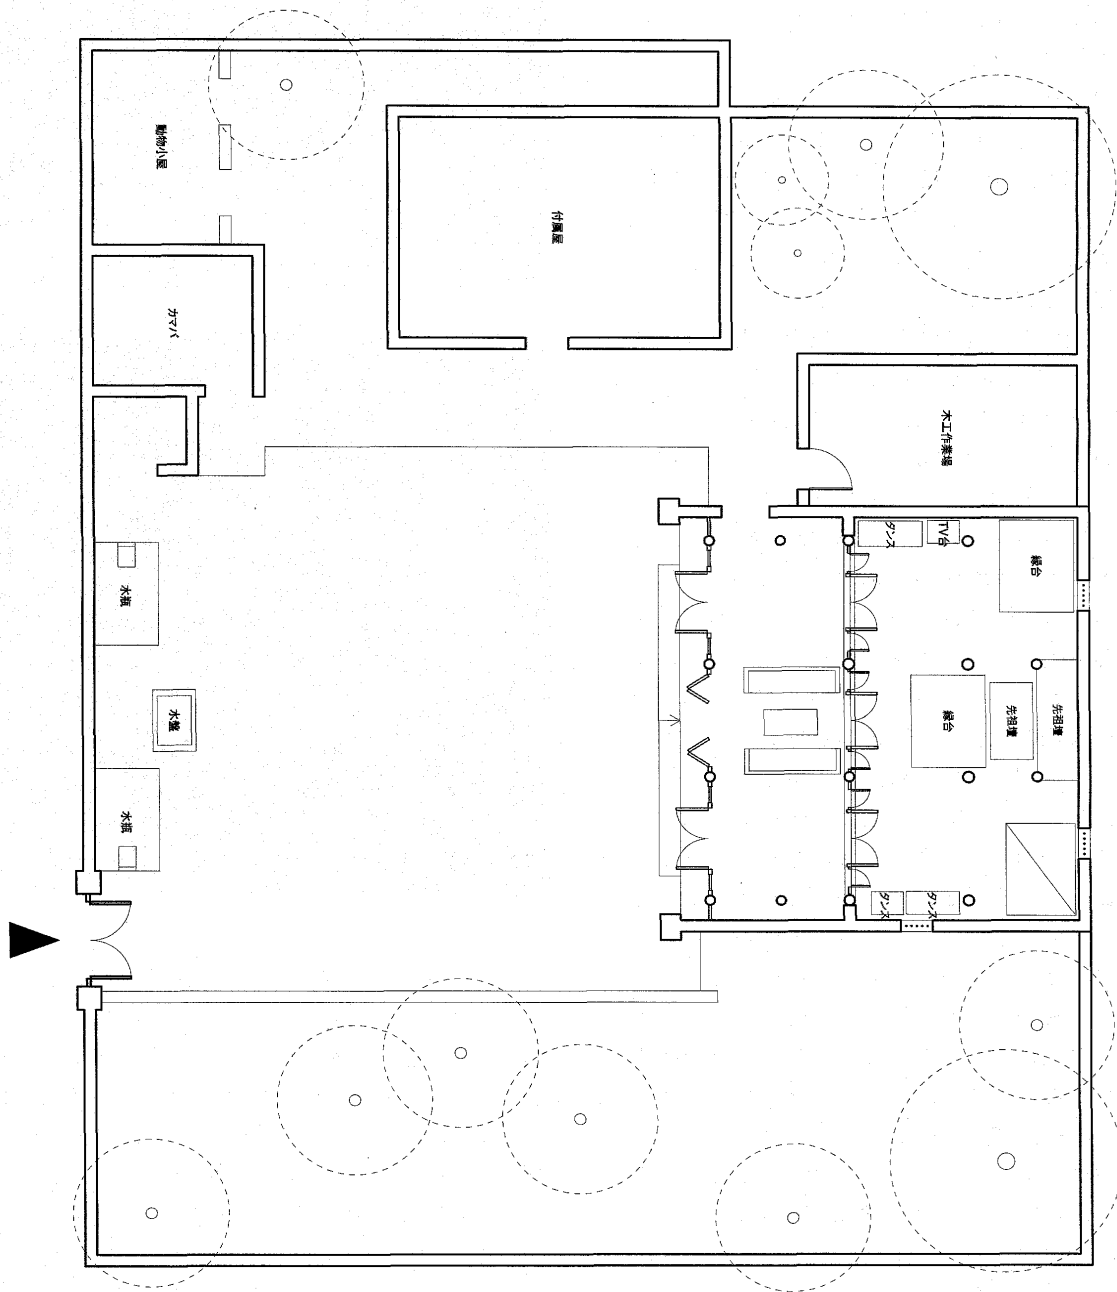 動物小屋
付属屋
カマバ
木工作業場
タンス
TV台
縁台
水瓶
先祖壇
先祖壇
縁台
水盤
水瓶
タンス
タンス